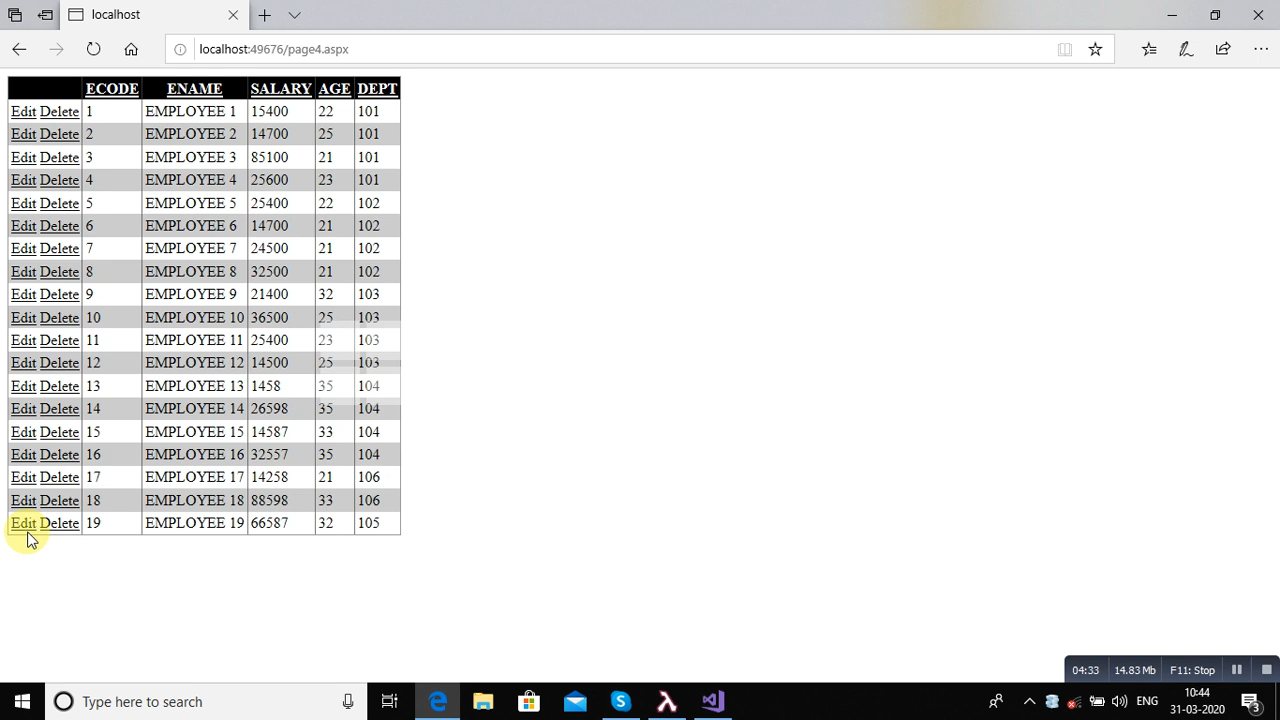 localhost
localhost:49676/page4.aspx
ECODE ENAME SALARY AGE DEPT
Edit Delete 1 EMPLOYEE 1 15400 22 101
Edit Delete 2 EMPLOYEE 2 14700 25 101
Edit Delete 3 EMPLOYEE 3 85100 21 101
Edit Delete 4 EMPLOYEE 4 25600 23 101
Edit Delete 5 EMPLOYEE 5 25400 22 102
Edit Delete 6 EMPLOYEE 6 14700 21 102
Edit Delete 7 EMPLOYEE 7 24500 21 102
Edit Delete 8 EMPLOYEE 8 32500 21 102
Edit Delete 9 EMPLOYEE 9 21400 32 103
Edit Delete 10 EMPLOYEE 10 36500 25 103
Edit Delete 11 EMPLOYEE 11 25400 23 103
Edit Delete 12 EMPLOYEE 12 14500 25 103
Edit Delete 13 EMPLOYEE 13 1458 35 104
Edit Delete 14 EMPLOYEE 14 26598 35 104
Edit Delete 15 EMPLOYEE 15 14587 33 104
Edit Delete 16 EMPLOYEE 16 32557 35 104
Edit Delete 17 EMPLOYEE 17 14258 21 106
Edit Delete 18 EMPLOYEE 18 88598 33 106
Edit Delete 19 EMPLOYEE 19 66587 32 105
04:33 14.83 Mb F11: Stop
Type here to search
ENG
10:44
31-03-2020
3